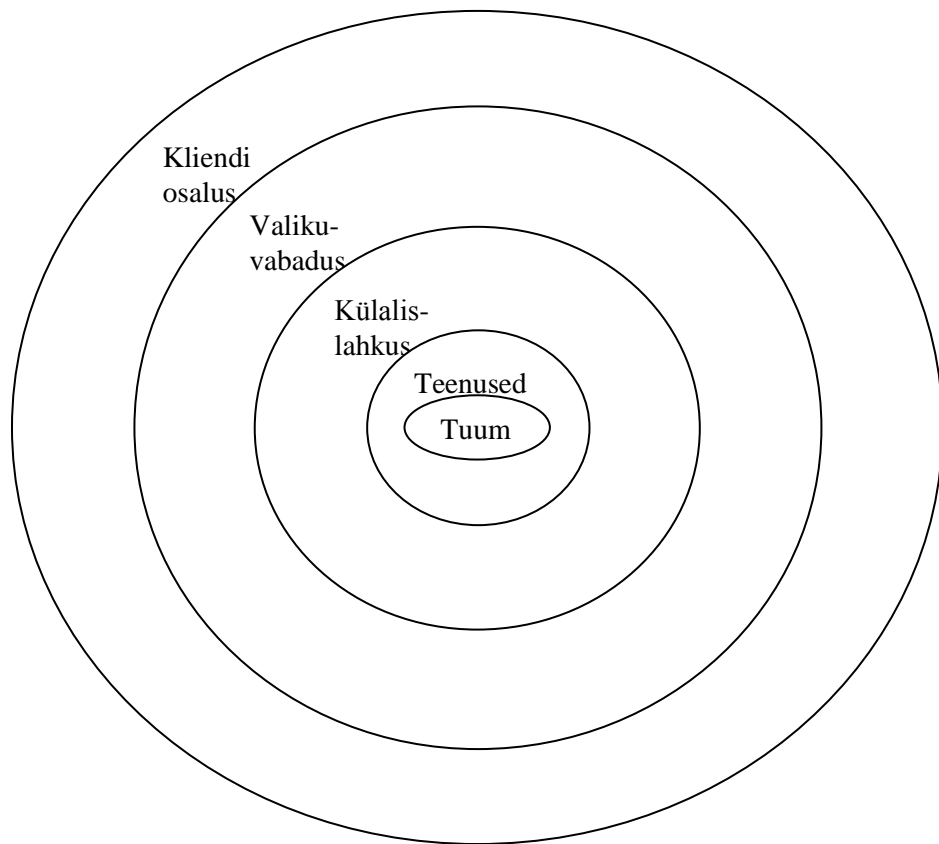 Kliendi
osalus
Valiku-
vabadus
Külalis-
lahkus
Teenused
Tuum